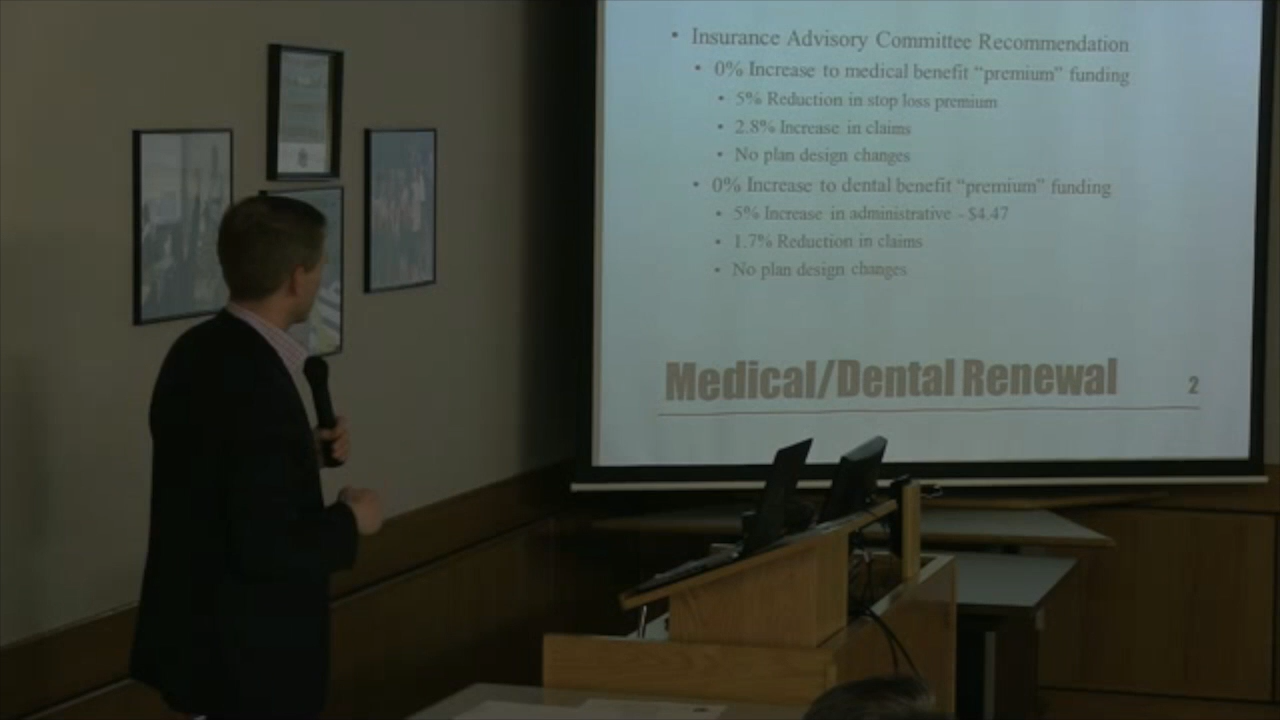 • Insurance Advisory Committee Recommendation
• 0% Increase to medical benefit “premium” funding
• 5% Reduction in stop loss premium
• 2.8% Increase in claims
• No plan design changes
• 0% Increase to dental benefit “premium” funding
• 5% Increase in administrative - $4.47
• 1.7% Reduction in claims
• No plan design changes
Medical/Dental Renewal
2